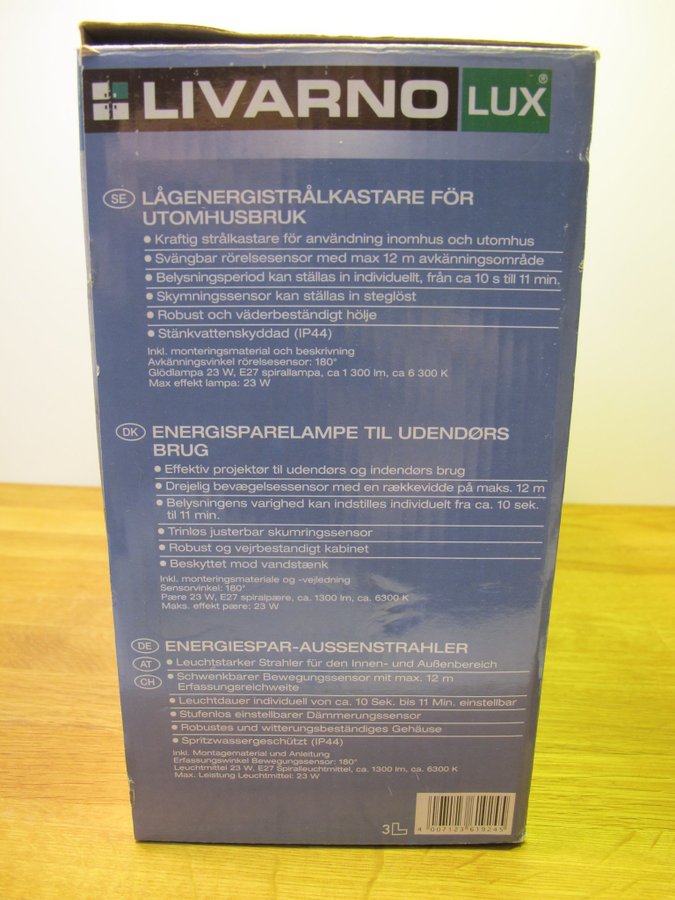 LIVARNO LUX®
SE LÅGENERGISTRÅLKASTARE FÖR
UTOMHUSBRUK
• Kraftig strålkastare för användning inomhus och utomhus
• Svängbar rörelsesensor med max 12 m avkänningsområde
• Belysningsperiod kan ställas in individuellt, från ca 10 s till 11 min.
• Skymningssensor kan ställas in steglöst
• Robust och väderbeständigt hölje
• Stänkvattenskyddad (IP44)
Inkl. monteringsmaterial och beskrivning
Avkänningsvinkel rörelsesensor: 180°
Glödlampa 23 W, E27 spirallampa, ca 1 300 lm, ca 6 300 K
Max effekt lampa: 23 W
DK ENERGISPARELAMPE TIL UDENDØRS
BRUG
• Effektiv projektør til udendørs og indendørs brug
• Drejelig bevægelsessensor med en rækkevidde på maks. 12 m
• Belysningens varighed kan indstilles individuelt fra ca. 10 sek.
til 11 min.
• Trinløs justerbar skumringssensor
• Robust og vejrbestandigt kabinet
• Beskyttet mod vandstænk
Inkl. monteringsmateriale og -vejledning
Sensorvinkel: 180°
Pære 23 W, E27 spiralpære, ca. 1300 lm, ca. 6300 K
Maks. effekt pære: 23 W
DE ENERGIESPAR-AUSSENSTRAHLER
AT • Leuchtstarker Strahler für den Innen- und Außenbereich
CH • Schwenkbarer Bewegungssensor mit max. 12 m
Erfassungsreichweite
• Leuchtdauer individuell von ca. 10 Sek. bis 11 Min. einstellbar
• Stufenlos einstellbarer Dämmerungssensor
• Robustes und witterungsbeständiges Gehäuse
• Spritzwassergeschützt (IP44)
Inkl. Montagematerial und Anleitung
Erfassungswinkel Bewegungssensor: 180°
Leuchtmittel 23 W, E27 Spiralleuchtmittel, ca. 1300 lm, ca. 6300 K
Max. Leistung Leuchtmittel: 23 W
3
4 007123 619245